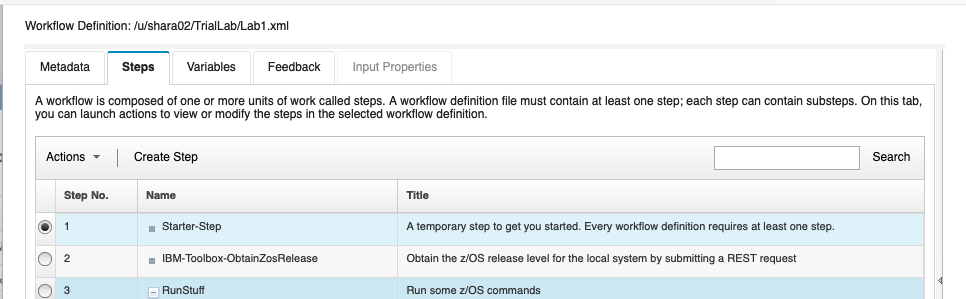 Workflow Definition: /u/shara02/TrialLab/Lab1.xml
Metadata Steps Variables Feedback Input Properties
A workflow is composed of one or more units of work called steps. A workflow definition file must contain at least one step; each step can contain substeps. On this tab,
you can launch actions to view or modify the steps in the selected workflow definition.
Actions Create Step Search
Step No. Name Title
1 Starter-Step A temporary step to get you started. Every workflow definition requires at least one step.
2 IBM-Toolbox-ObtainZosRelease Obtain the z/OS release level for the local system by submitting a REST request
3 RunStuff Run some z/OS commands